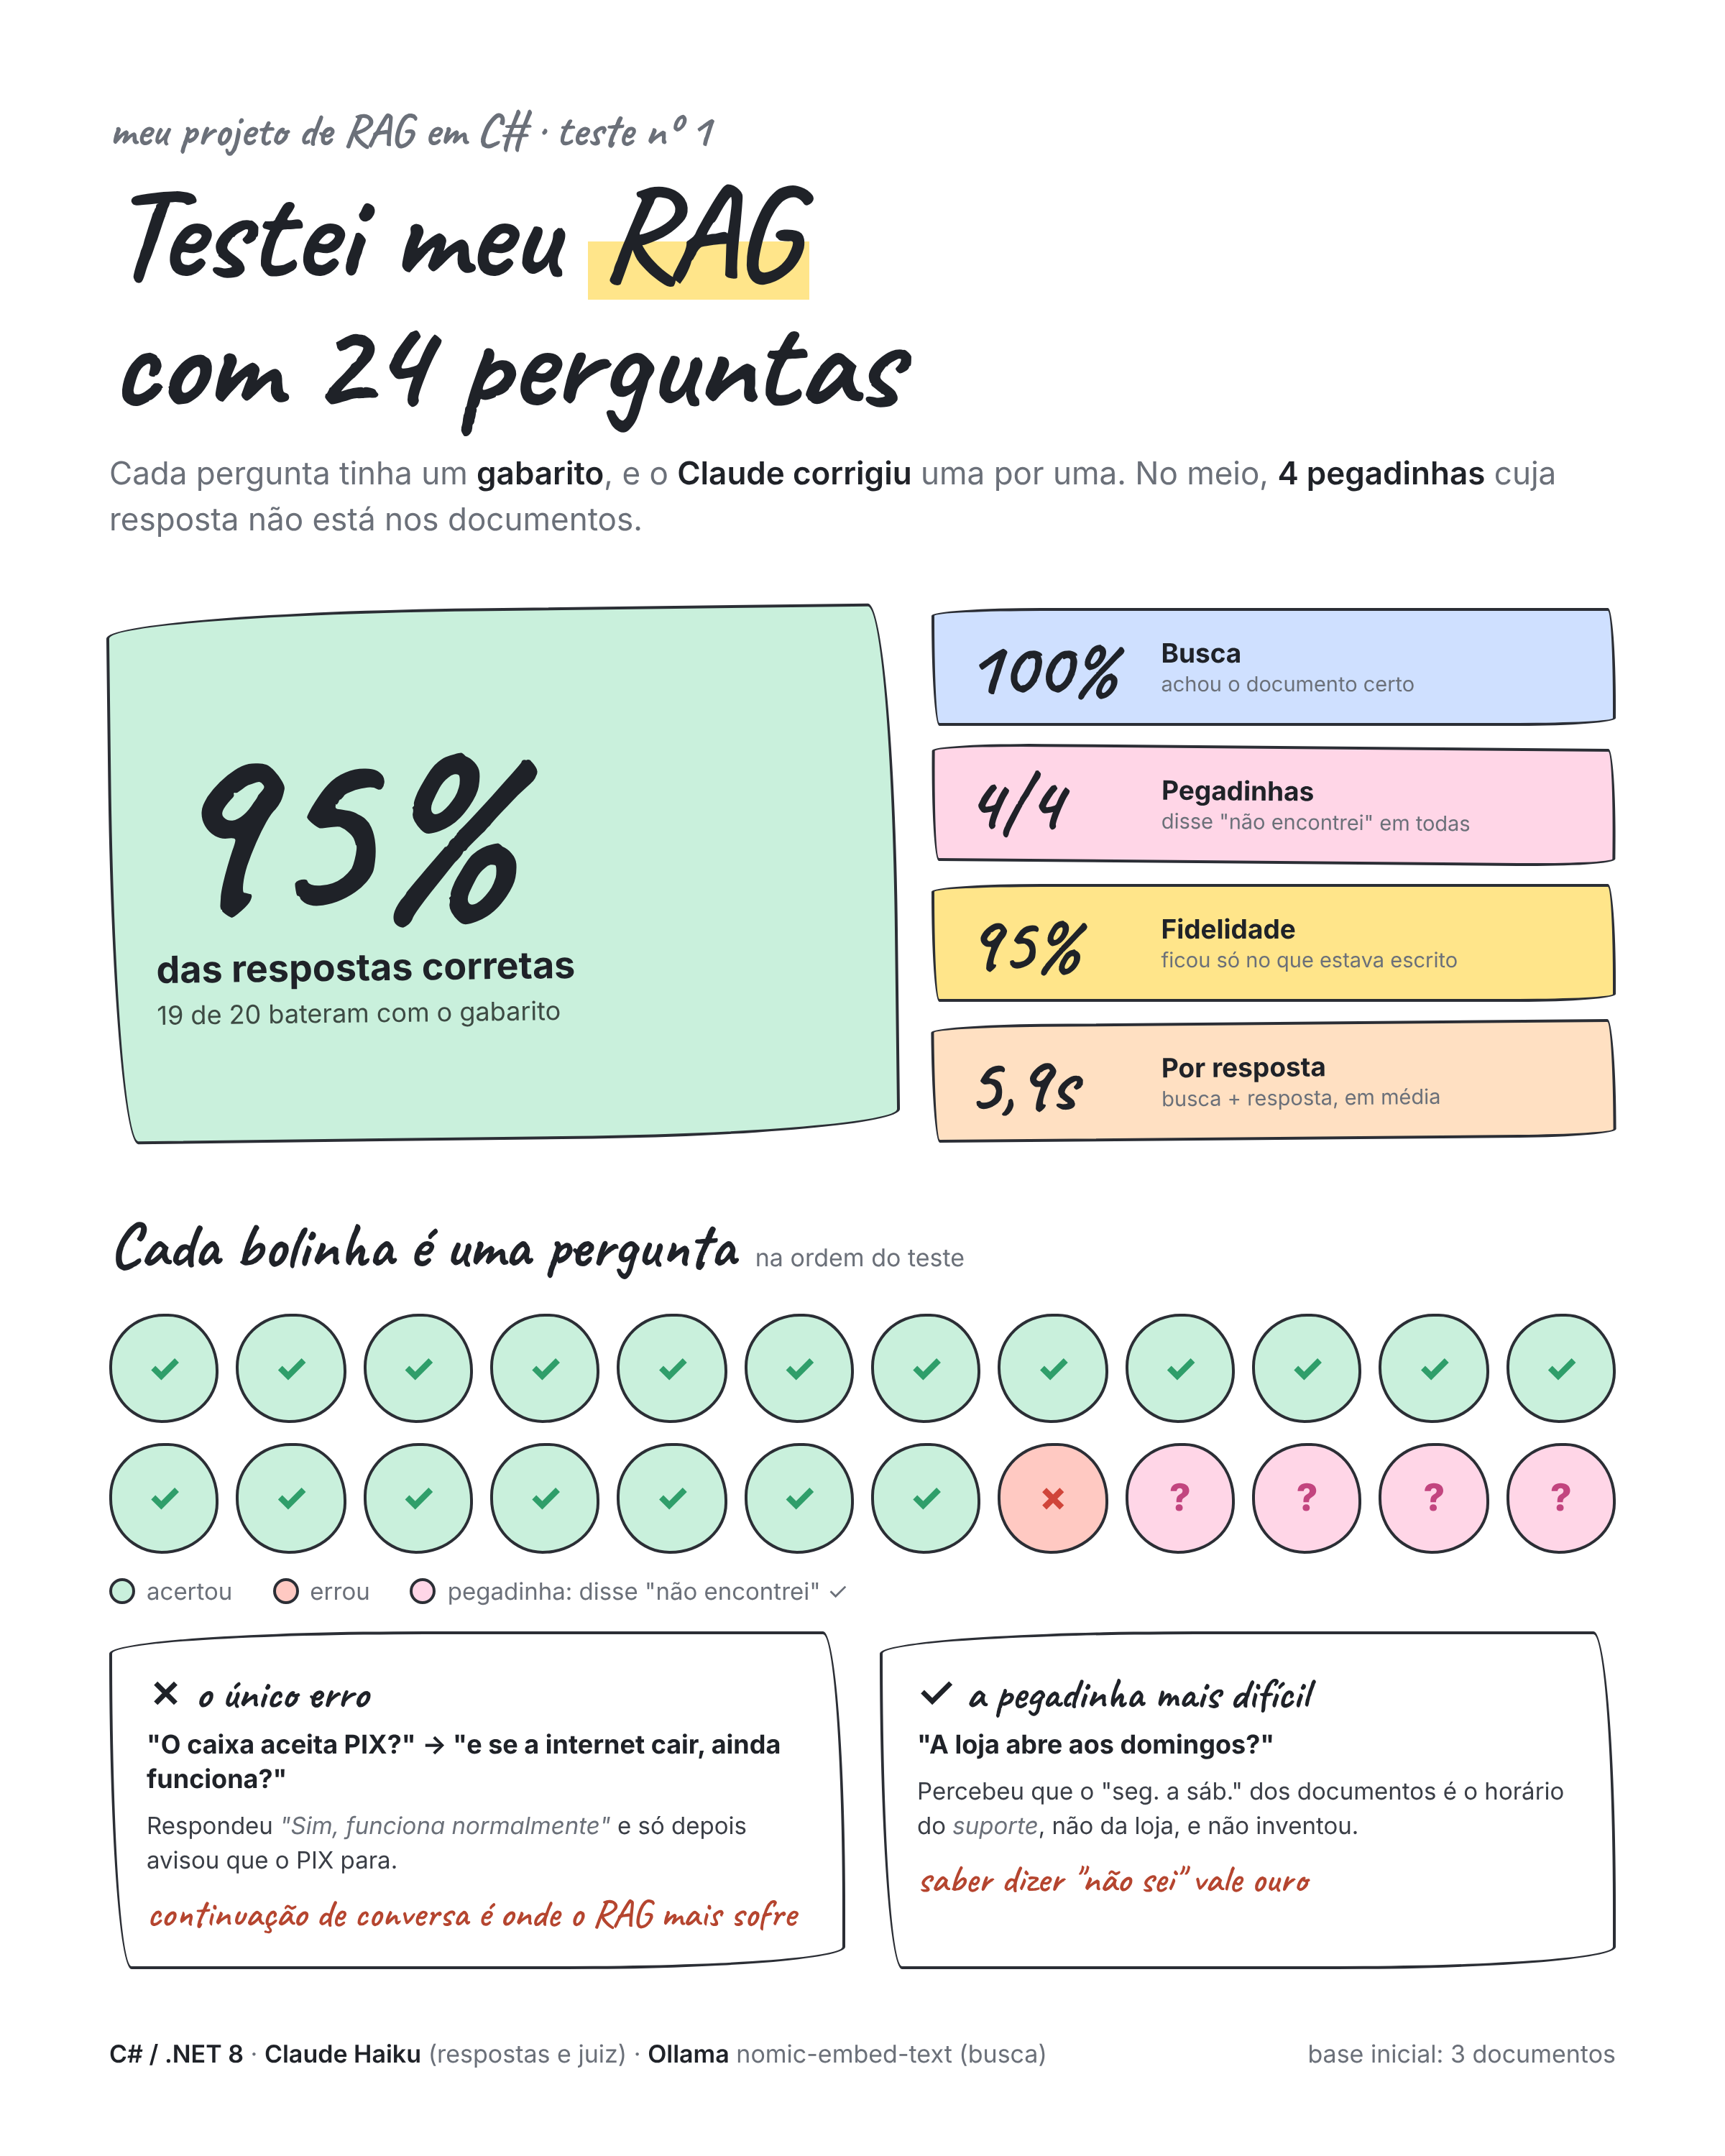 meu projeto de RAG em C# · teste nº 1
Testei meu RAG
com 24 perguntas
Cada pergunta tinha um gabarito, e o Claude corrigiu uma por uma. No meio, 4 pegadinhas cuja
resposta não está nos documentos.
95%
das respostas corretas
19 de 20 bateram com o gabarito
100%
Busca
achou o documento certo
4/4
Pegadinhas
disse "não encontrei" em todas
95%
Fidelidade
ficou só no que estava escrito
5,9s
Por resposta
busca + resposta, em média
Cada bolinha é uma pergunta na ordem do teste
✓ ✓ ✓ ✓ ✓ ✓ ✓ ✓ ✓ ✓ ✓ ✓
✓ ✓ ✓ ✓ ✓ ✓ ✓ ✕ ? ? ? ?
acertou errou pegadinha: disse "não encontrei" ✓
✕ o único erro
"O caixa aceita PIX?" → "e se a internet cair, ainda
funciona?"
Respondeu "Sim, funciona normalmente" e só depois
avisou que o PIX para.
continuação de conversa é onde o RAG mais sofre
✓ a pegadinha mais difícil
"A loja abre aos domingos?"
Percebeu que o "seg. a sáb." dos documentos é o horário
do suporte, não da loja, e não inventou.
saber dizer "não sei" vale ouro
C# / .NET 8 · Claude Haiku (respostas e juiz) · Ollama nomic-embed-text (busca)
base inicial: 3 documentos